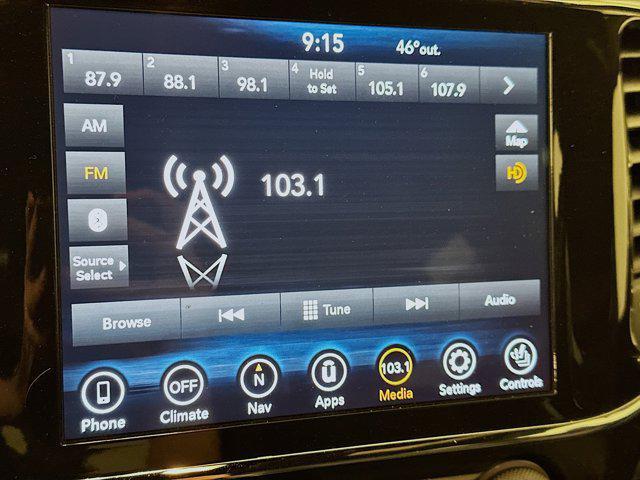 9:15 46°out.
1 87.9 2 88.1 3 98.1 4 Hold to Set 5 105.1 6 107.9
AM
Map
FM
HD
103.1
Source
Select
Browse Tune Audio
103.1
OFF N U
Phone Climate Nav Apps Media Settings Controls